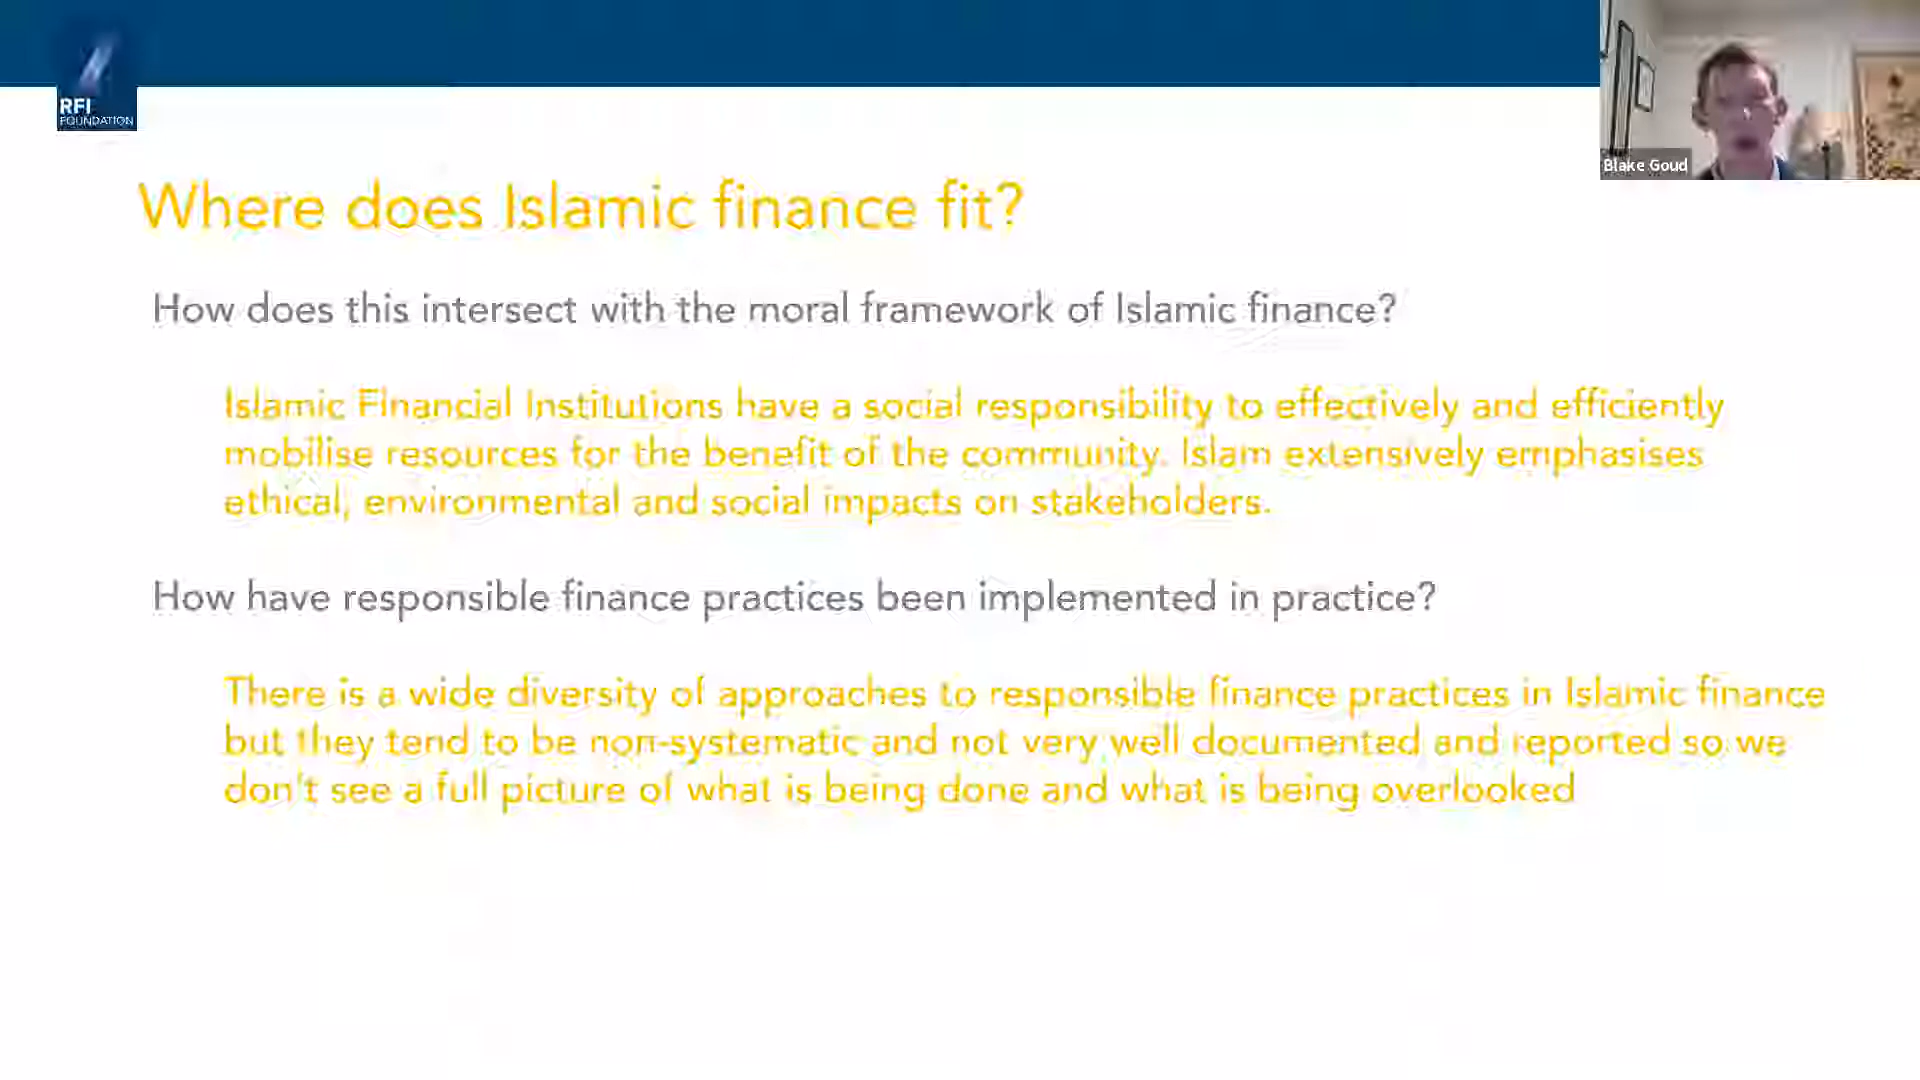 RFI
FOUNDATION
Blake Goud
Where does Islamic finance fit?
How does this intersect with the moral framework of Islamic finance?
Islamic Financial Institutions have a social responsibility to effectively and efficiently
mobilise resources for the benefit of the community. Islam extensively emphasises
ethical, environmental and social impacts on stakeholders.
How have responsible finance practices been implemented in practice?
There is a wide diversity of approaches to responsible finance practices in Islamic finance
but they tend to be non-systematic and not very well documented and reported so we
don't see a full picture of what is being done and what is being overlooked